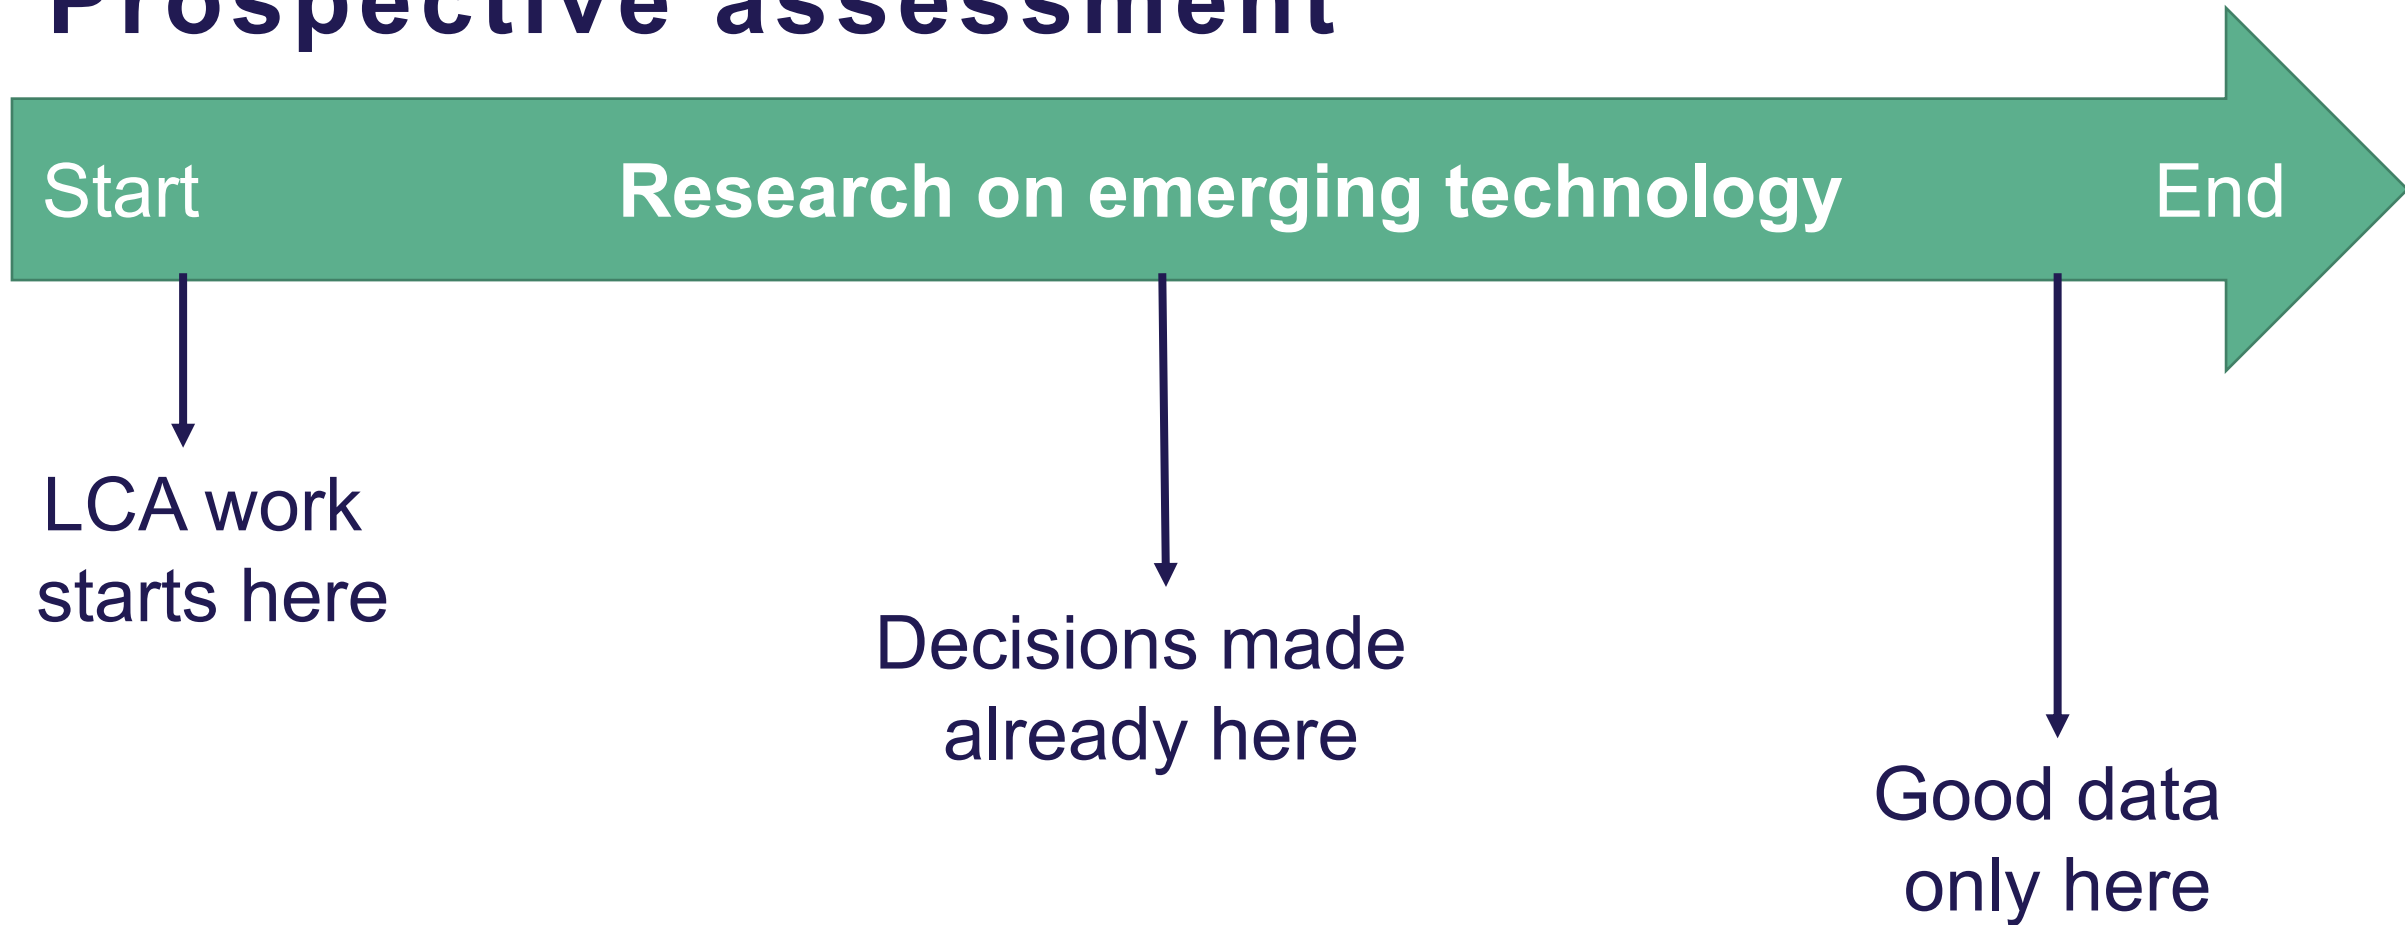 Prospective assessment
Start Research on emerging technology End
LCA work
starts here
Decisions made
already here
Good data
only here